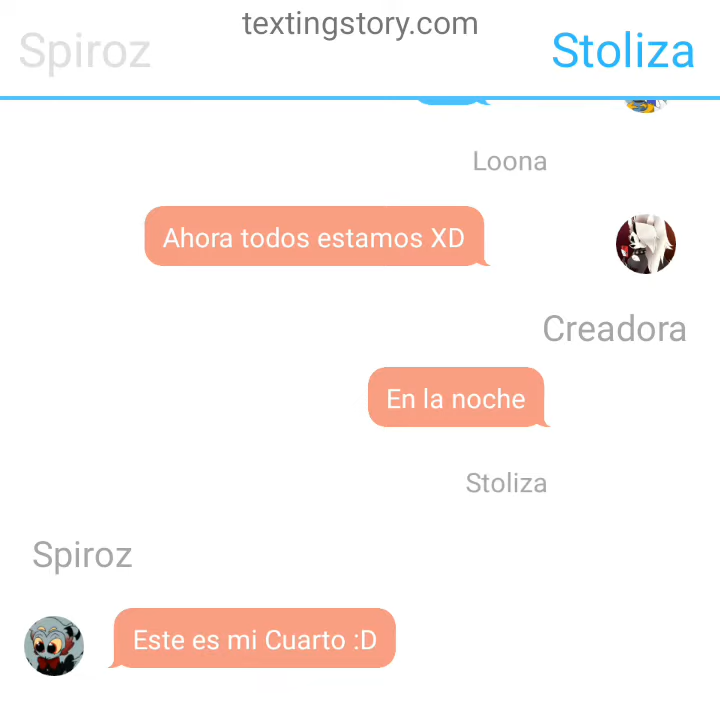 textingstory.com
Spiroz
Stoliza
Loona
Ahora todos estamos XD
Creadora
En la noche
Stoliza
Spiroz
Este es mi Cuarto :D